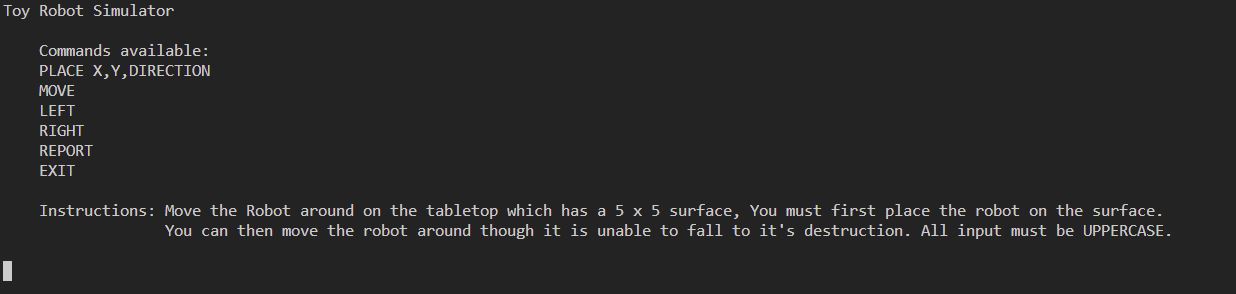 Toy Robot Simulator
Commands available:
PLACE X,Y,DIRECTION
MOVE
LEFT
RIGHT
REPORT
EXIT
Instructions: Move the Robot around on the tabletop which has a 5 x 5 surface, You must first place the robot on the surface.
You can then move the robot around though it is unable to fall to it's destruction. All input must be UPPERCASE.